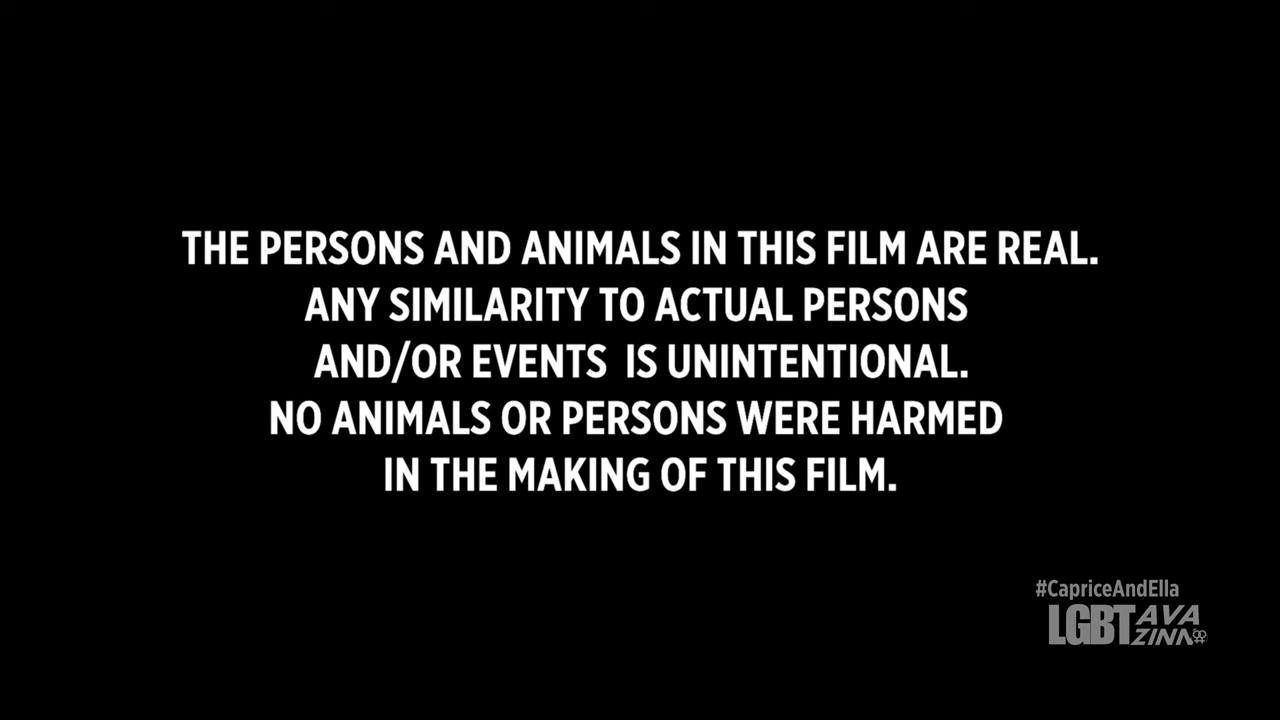 THE PERSONS AND ANIMALS IN THIS FILM ARE REAL.
ANY SIMILARITY TO ACTUAL PERSONS
AND/OR EVENTS  IS UNINTENTIONAL.
NO ANIMALS OR PERSONS WERE HARMED
IN THE MAKING OF THIS FILM.
#CapriceAndElla
LGBT AVA
ZINA